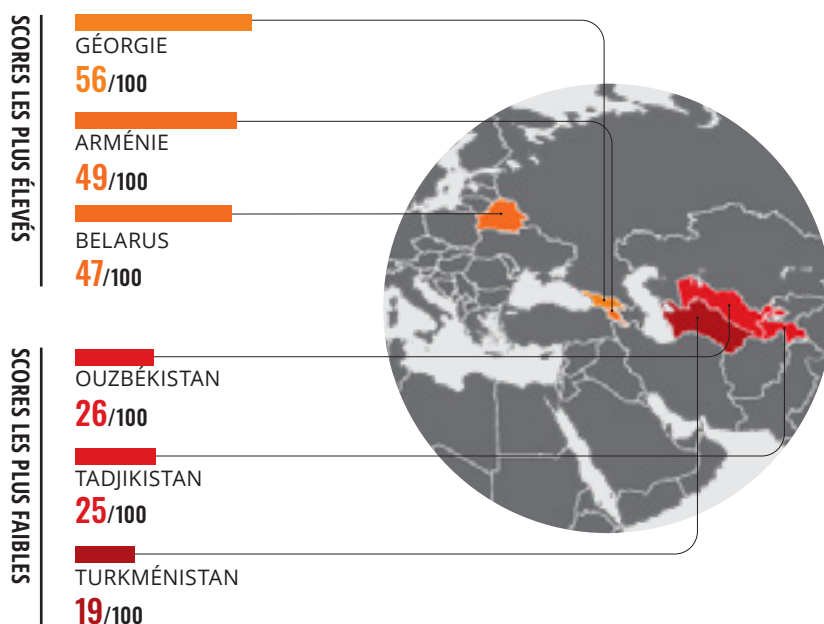 SCORES LES PLUS ÉLEVÉS
GÉORGIE
56/100
ARMÉNIE
49/100
BELARUS
47/100
SCORES LES PLUS FAIBLES
OUZBÉKISTAN
26/100
TADJIKISTAN
25/100
TURKMÉNISTAN
19/100